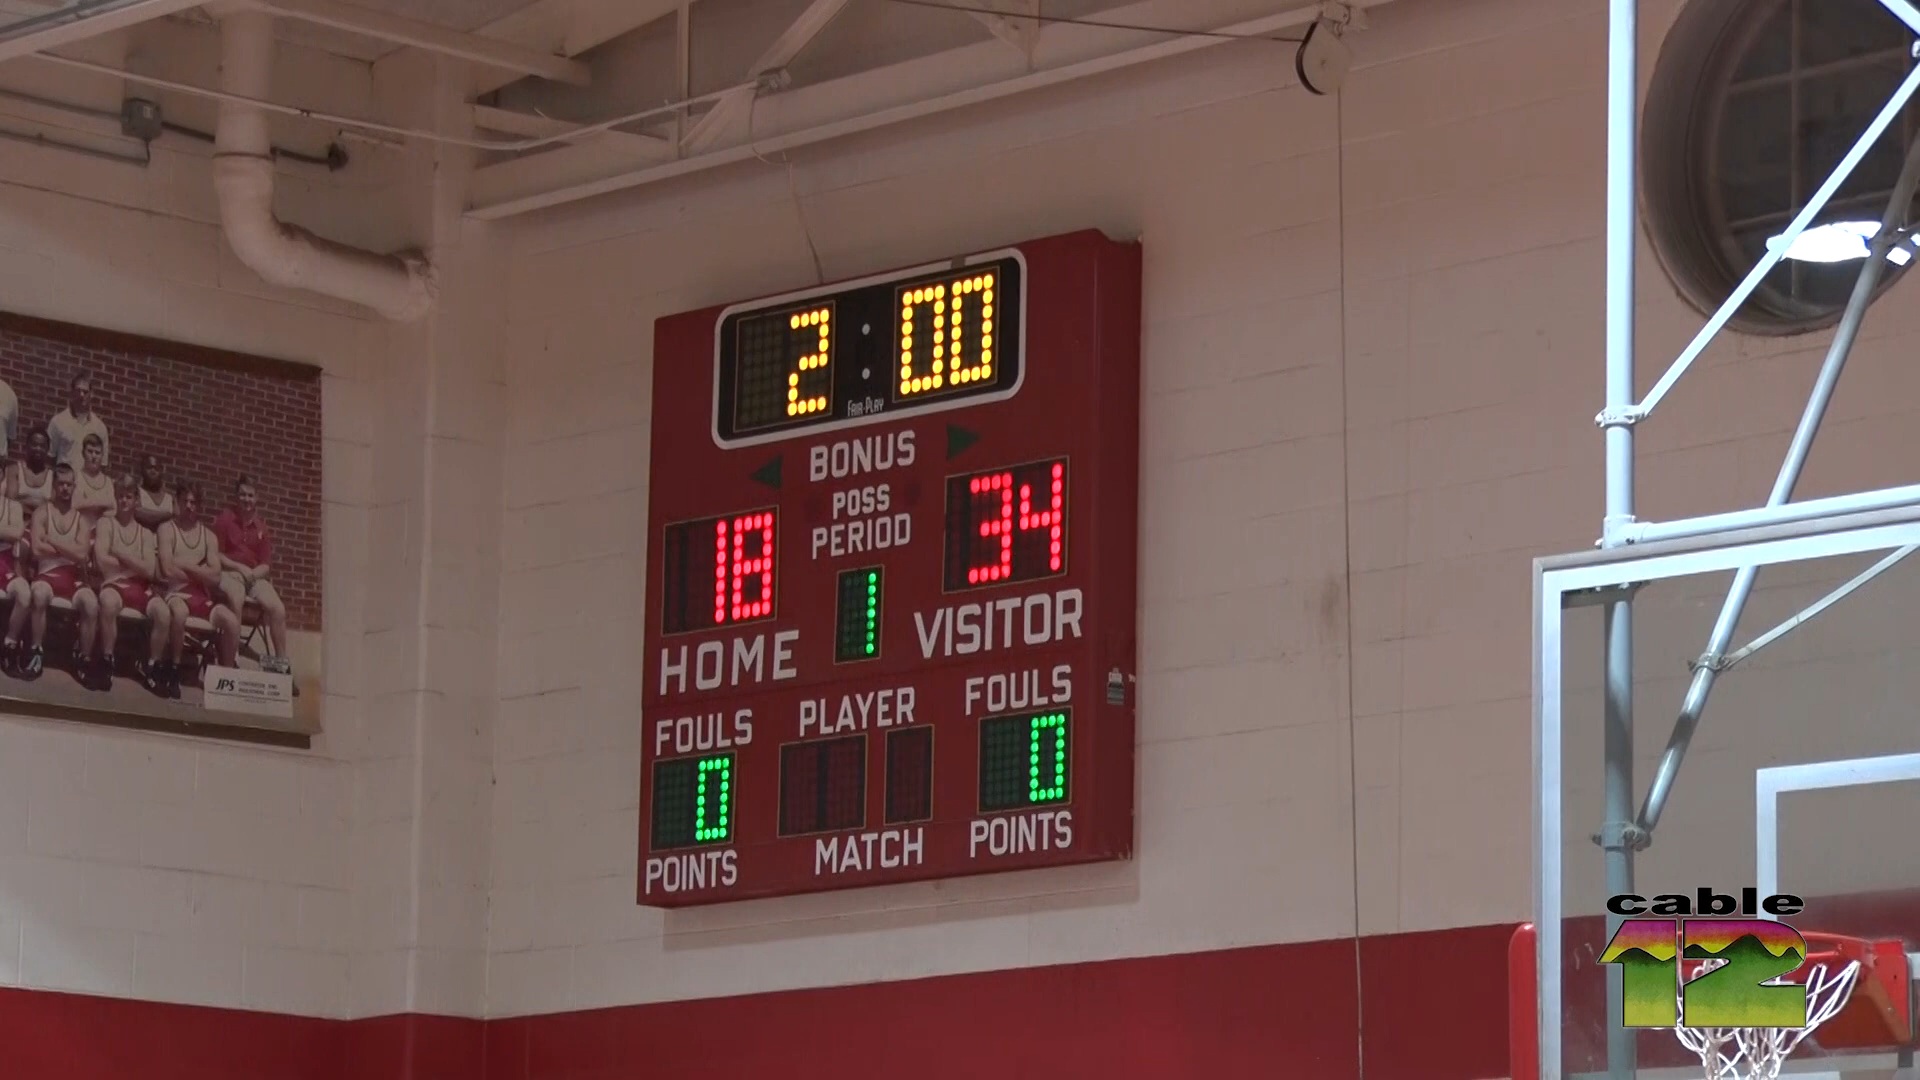 2:00
FAIR-PLAY
BONUS
POSS
PERIOD
18 1 34
HOME VISITOR
FOULS PLAYER FOULS
0 0
POINTS MATCH POINTS
JPS
cable
12